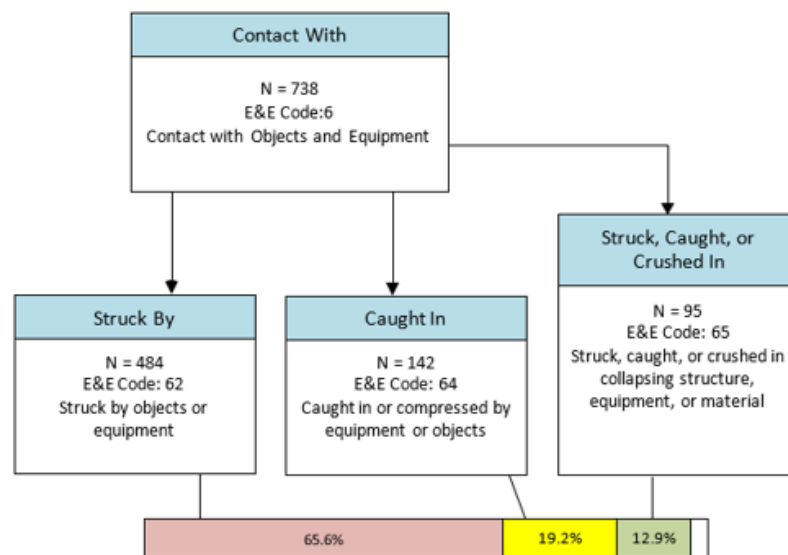 Contact With
N = 738
E&E Code:6
Contact with Objects and Equipment
Struck, Caught, or
Crushed In
N = 95
E&E Code: 65
Struck, caught, or crushed in
collapsing structure,
equipment, or material
Struck By
N = 484
E&E Code: 62
Struck by objects or
equipment
Caught In
N = 142
E&E Code: 64
Caught in or compressed by
equipment or objects
65.6%
19.2%
12.9%